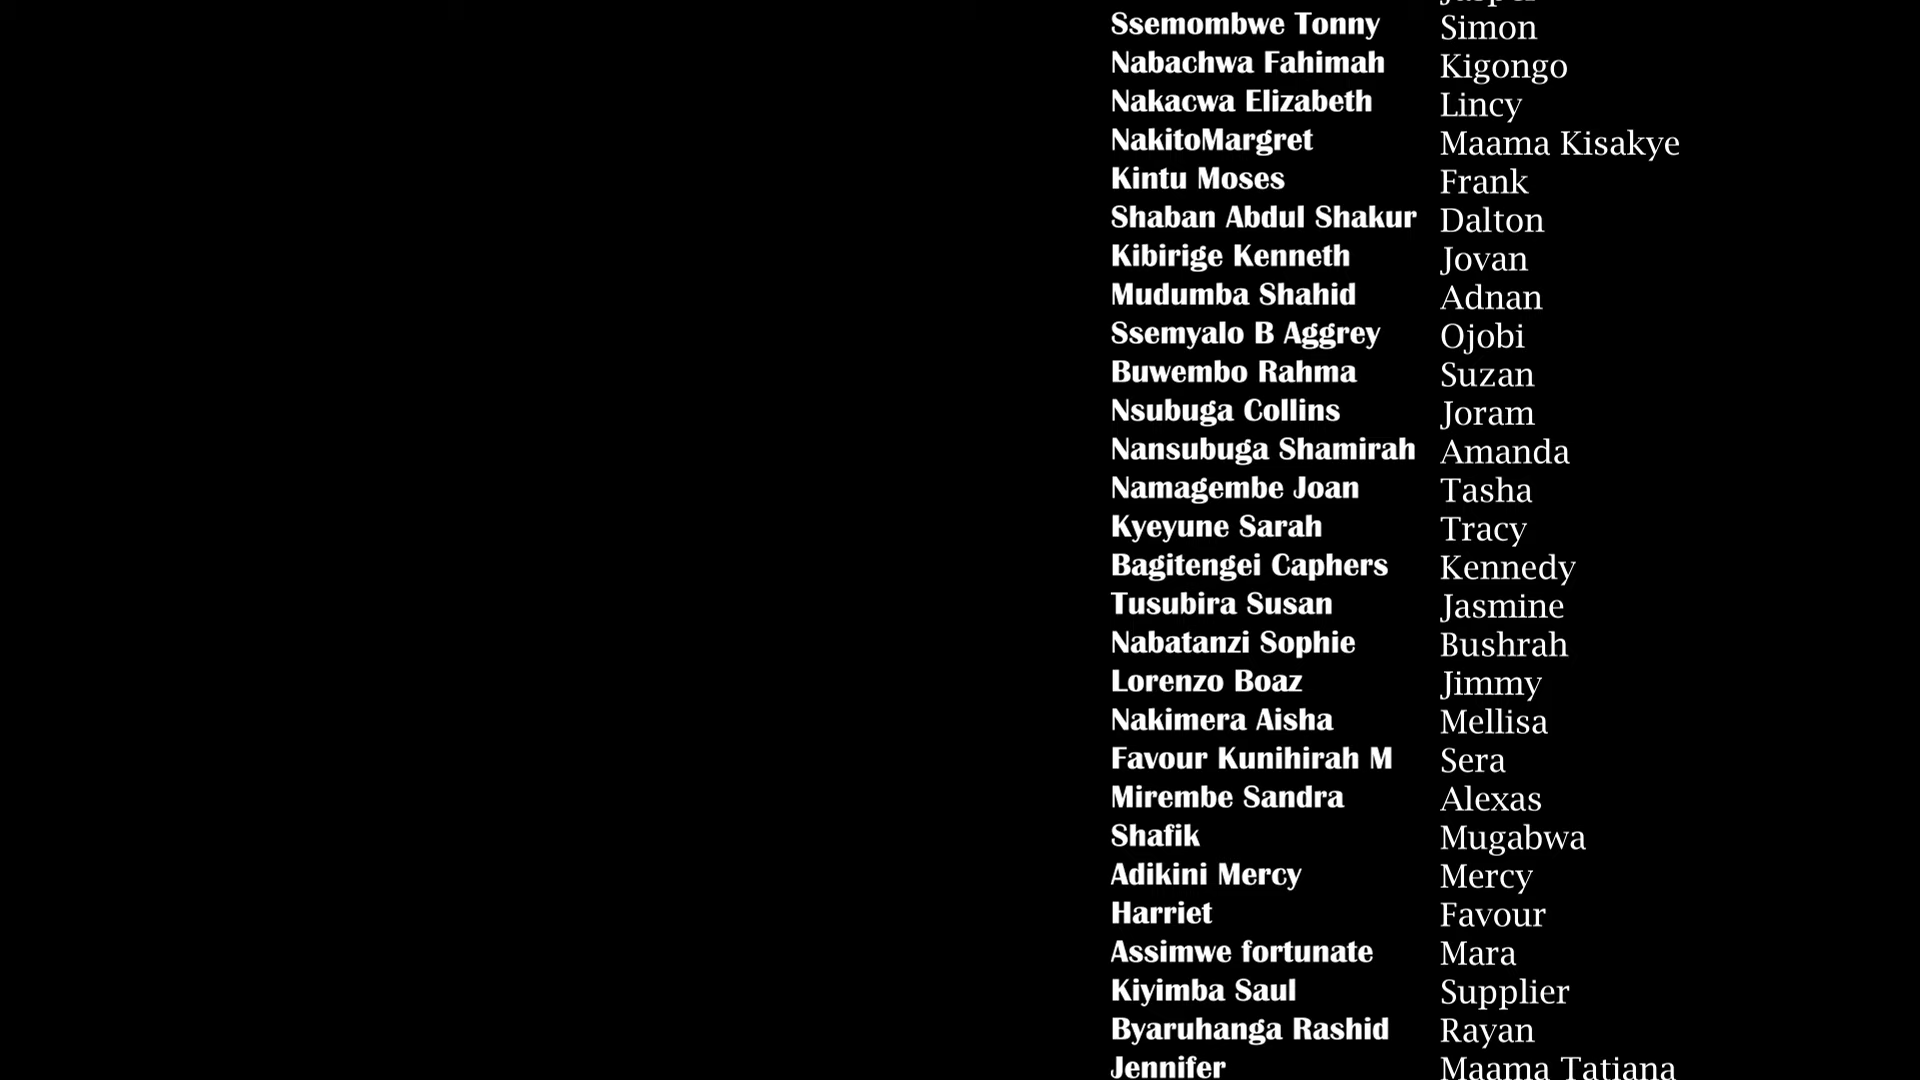 Jasper
Ssemombwe Tonny Simon
Nabachwa Fahimah Kigongo
Nakacwa Elizabeth Lincy
NakitoMargret Maama Kisakye
Kintu Moses Frank
Shaban Abdul Shakur Dalton
Kibirige Kenneth Jovan
Mudumba Shahid Adnan
Ssemyalo B Aggrey Ojobi
Buwembo Rahma Suzan
Nsubuga Collins Joram
Nansubuga Shamirah Amanda
Namagembe Joan Tasha
Kyeyune Sarah Tracy
Bagitengei Caphers Kennedy
Tusubira Susan Jasmine
Nabatanzi Sophie Bushrah
Lorenzo Boaz Jimmy
Nakimera Aisha Mellisa
Favour Kunihirah M Sera
Mirembe Sandra Alexas
Shafik Mugabwa
Adikini Mercy Mercy
Harriet Favour
Assimwe fortunate Mara
Kiyimba Saul Supplier
Byaruhanga Rashid Rayan
Jennifer Maama Tatiana